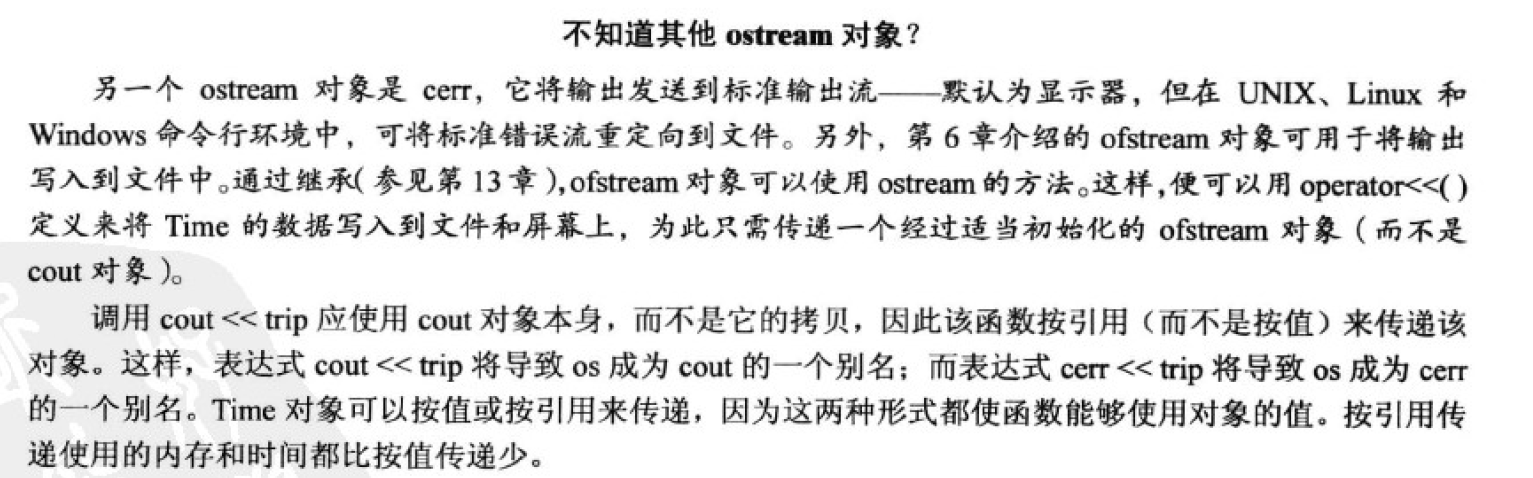 不知道其他 ostream 对象？
另一个 ostream 对象是 cerr，它将输出发送到标准输出流——默认为显示器，但在 UNIX、Linux 和
Windows 命令行环境中，可将标准错误流重定向到文件。另外，第 6 章介绍的 ofstream 对象可用于将输出
写入到文件中。通过继承（参见第 13 章），ofstream 对象可以使用 ostream 的方法。这样，便可以用 operator<<( )
定义来将 Time 的数据写入到文件和屏幕上，为此只需传递一个经过适当初始化的 ofstream 对象（而不是
cout 对象）。
调用 cout << trip 应使用 cout 对象本身，而不是它的拷贝，因此该函数按引用（而不是按值）来传递该
对象。这样，表达式 cout << trip 将导致 os 成为 cout 的一个别名；而表达式 cerr << trip 将导致 os 成为 cerr
的一个别名。Time 对象可以按值或按引用来传递，因为这两种形式都使函数能够使用对象的值。按引用传
递使用的内存和时间都比按值传递少。